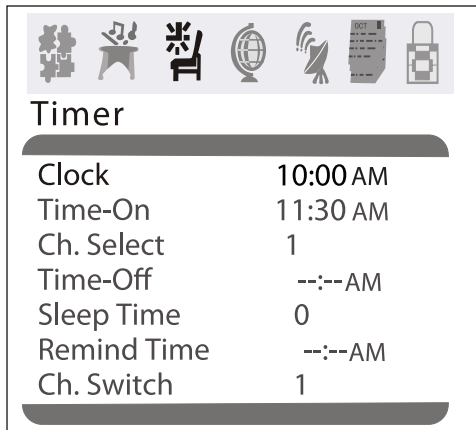 OCT
Timer
Clock 10:00 AM
Time-On 11:30 AM
Ch. Select 1
Time-Off --:-- AM
Sleep Time 0
Remind Time --:-- AM
Ch. Switch 1